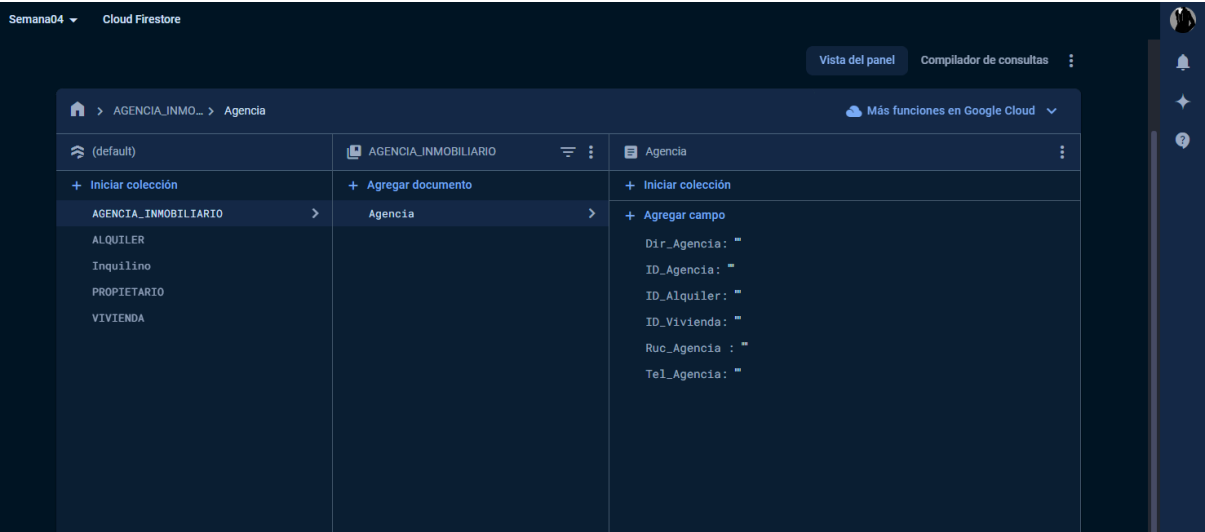 Semana04 Cloud Firestore
Vista del panel Compilador de consultas
> AGENCIA_INMO... > Agencia
Más funciones en Google Cloud
(default)
AGENCIA_INMOBILIARIO
Agencia
+ Iniciar colección
+ Agregar documento
+ Iniciar colección
AGENCIA_INMOBILIARIO
ALQUILER
Inquilino
PROPIETARIO
VIVIENDA
Agencia
+ Agregar campo
Dir_Agencia: ""
ID_Agencia: ""
ID_Alquiler: ""
ID_Vivienda: ""
Ruc_Agencia : ""
Tel_Agencia: ""